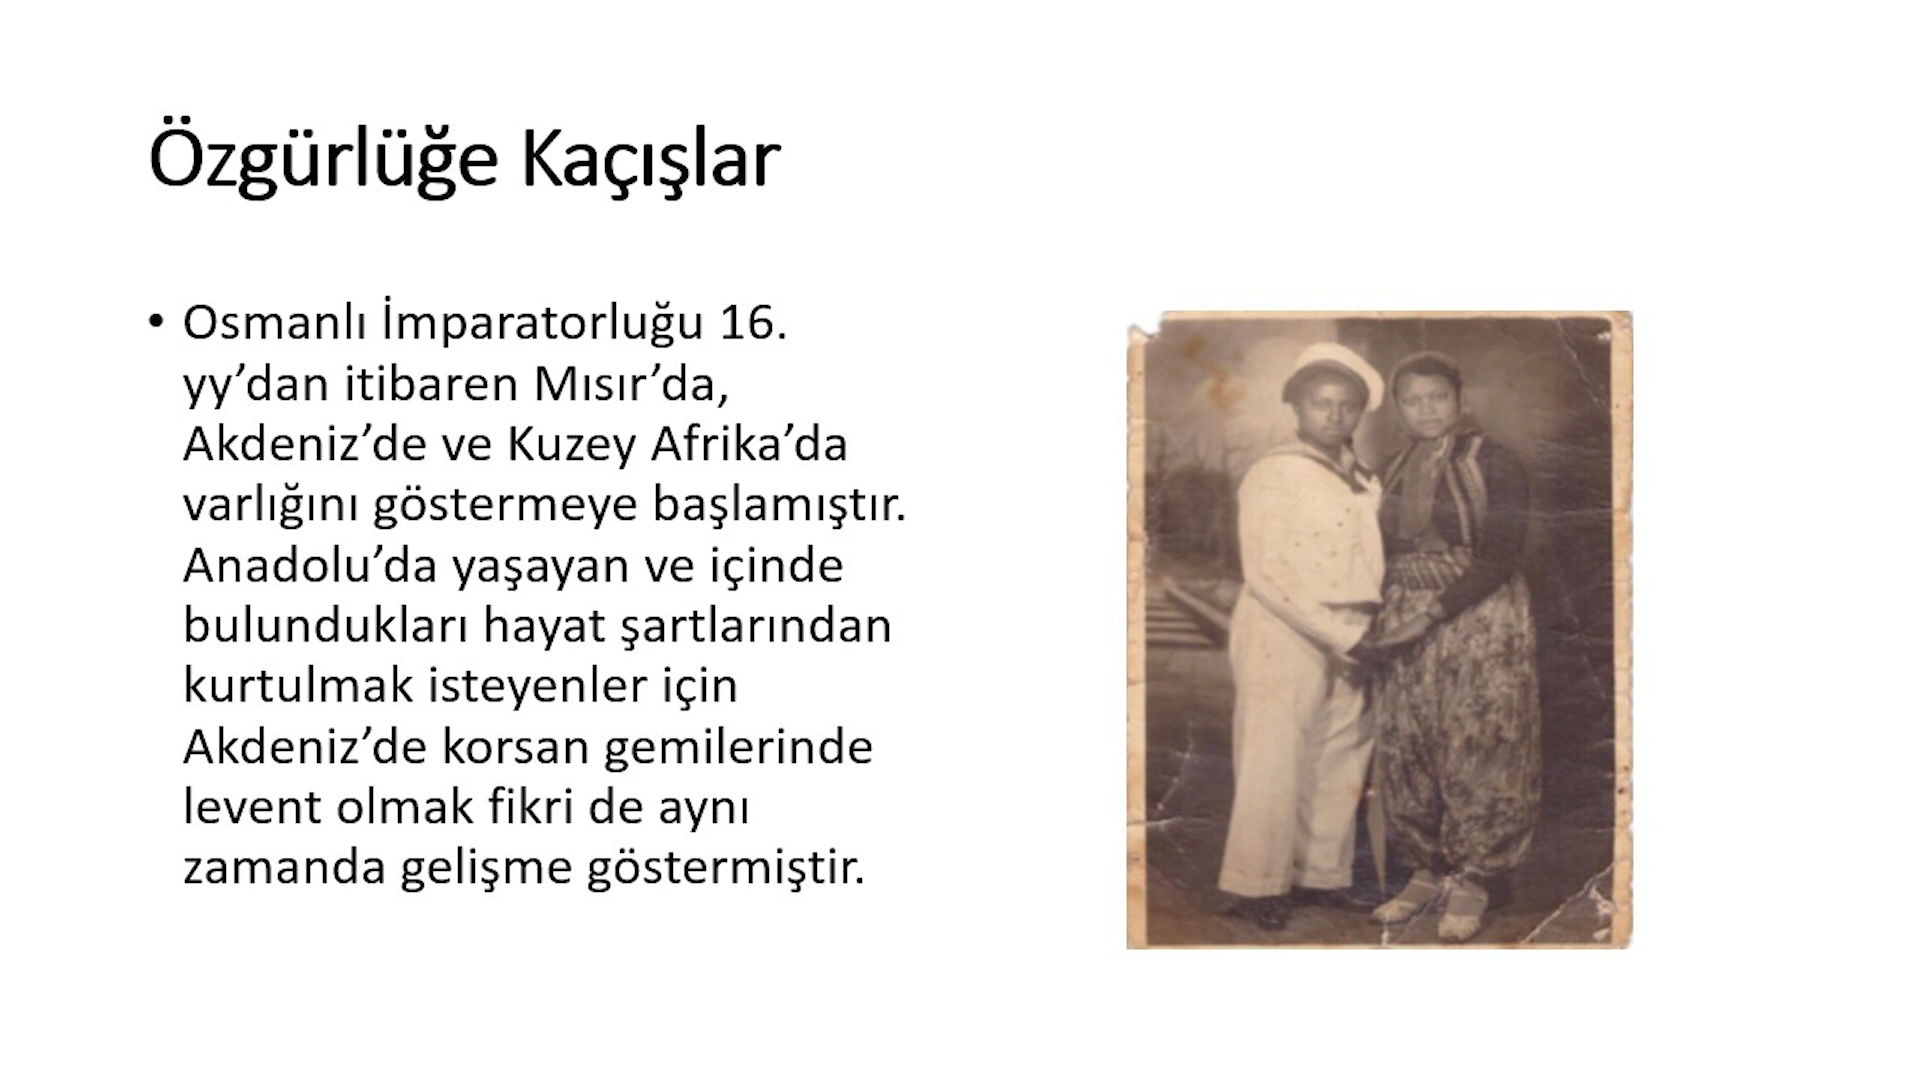 Özgürlüğe Kaçışlar
• Osmanlı İmparatorluğu 16.
yy’dan itibaren Mısır’da,
Akdeniz’de ve Kuzey Afrika’da
varlığını göstermeye başlamıştır.
Anadolu’da yaşayan ve içinde
bulundukları hayat şartlarından
kurtulmak isteyenler için
Akdeniz’de korsan gemilerinde
levent olmak fikri de aynı
zamanda gelişme göstermiştir.